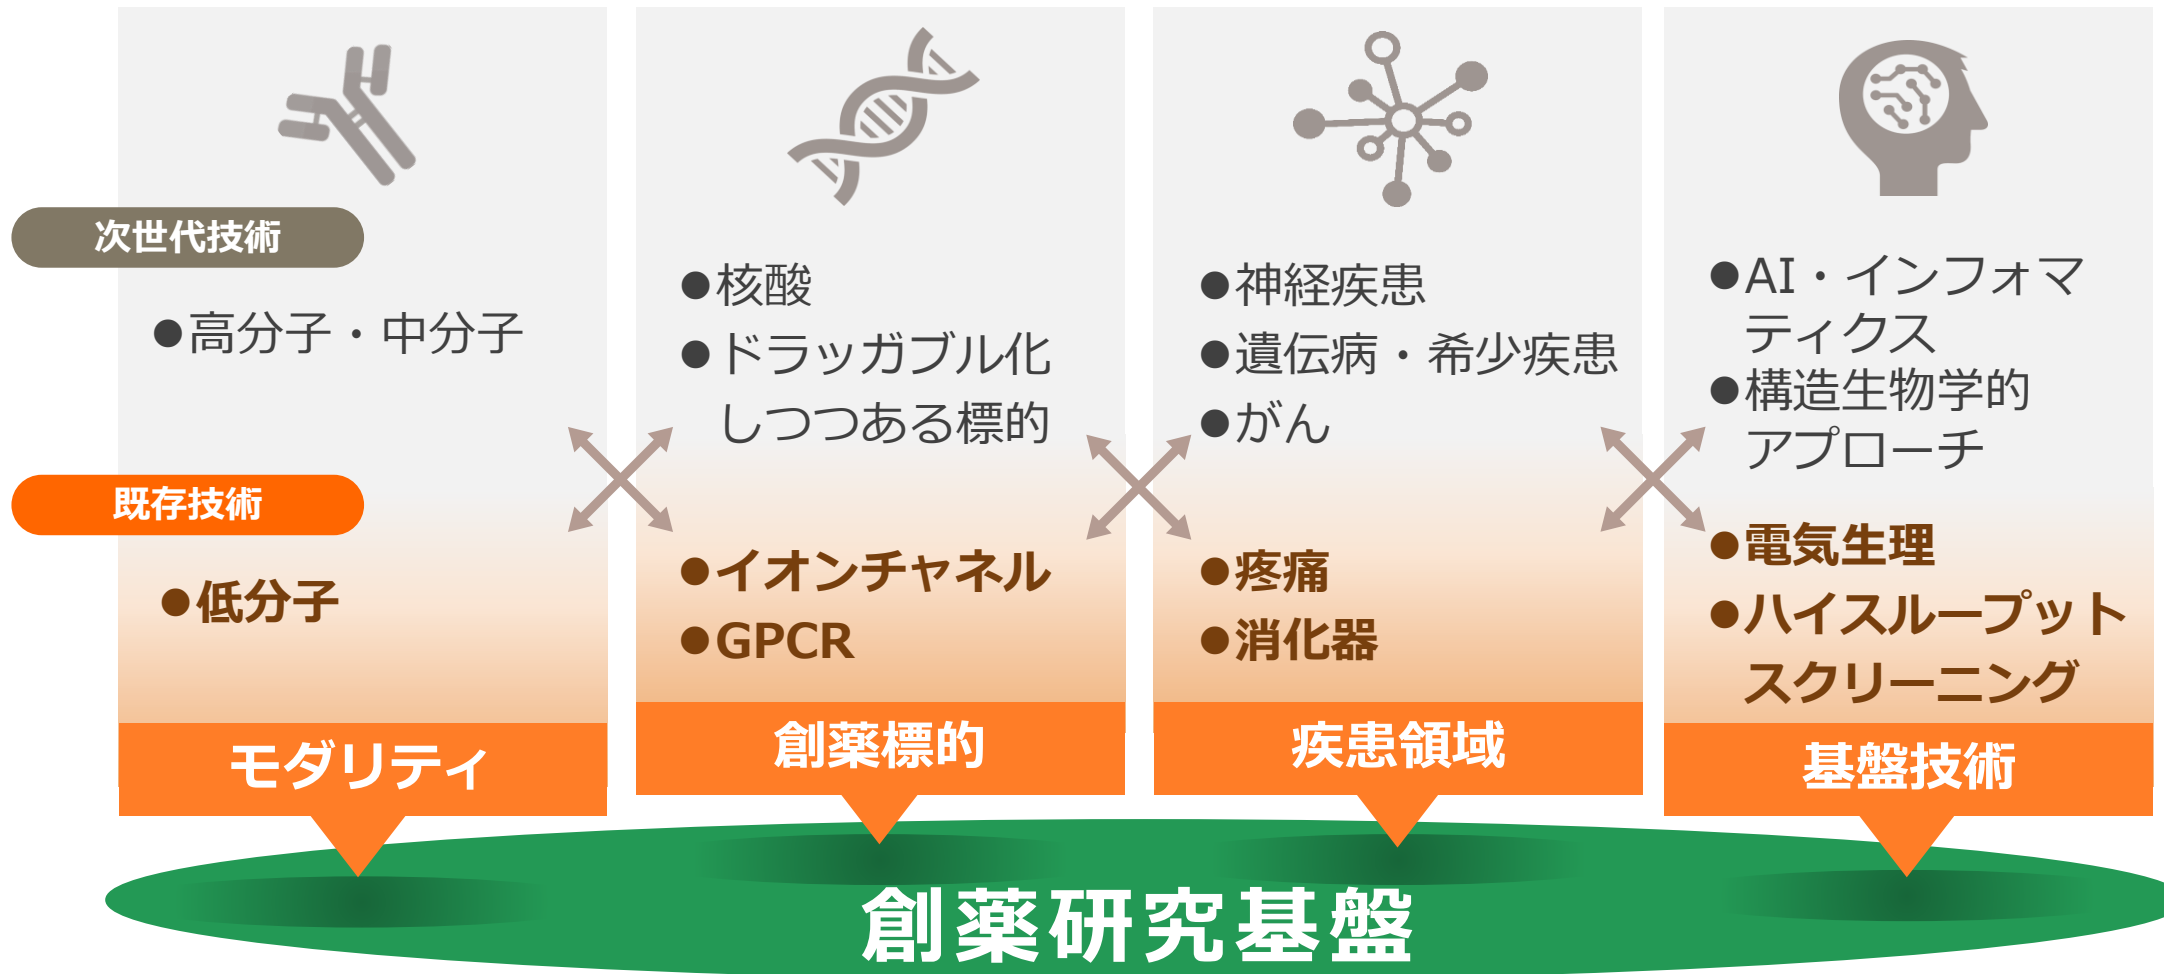 次世代技術
●高分子・中分子
既存技術
●低分子
モダリティ
●核酸
●ドラッガブル化
しつつある標的
●イオンチャネル
●GPCR
創薬標的
●神経疾患
●遺伝病・希少疾患
●がん
●疼痛
●消化器
疾患領域
●AI・インフォマ
ティクス
●構造生物学的
アプローチ
●電気生理
●ハイスループット
スクリーニング
基盤技術
創薬研究基盤